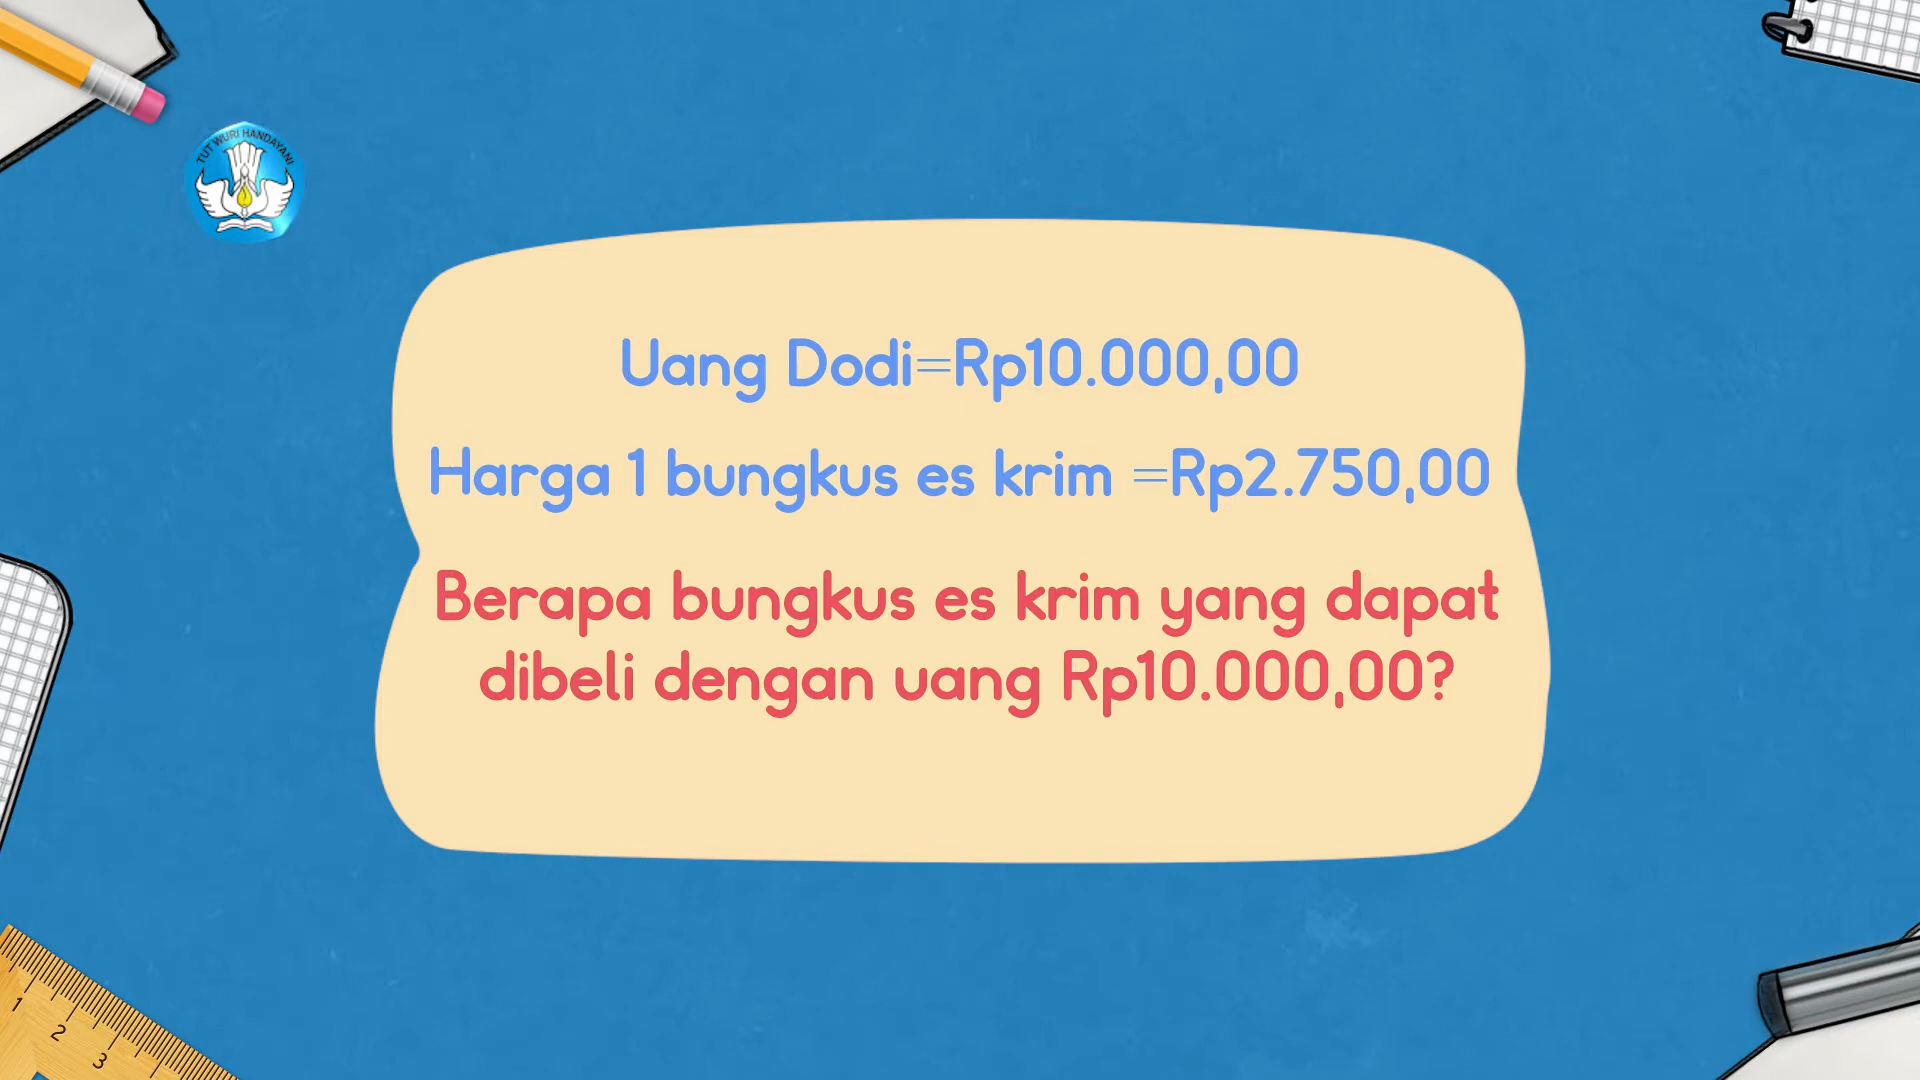 TUT WURI HANDAYANI
Uang Dodi=Rp10.000,00
Harga 1 bungkus es krim =Rp2.750,00
Berapa bungkus es krim yang dapat
dibeli dengan uang Rp10.000,00?
1
2
3